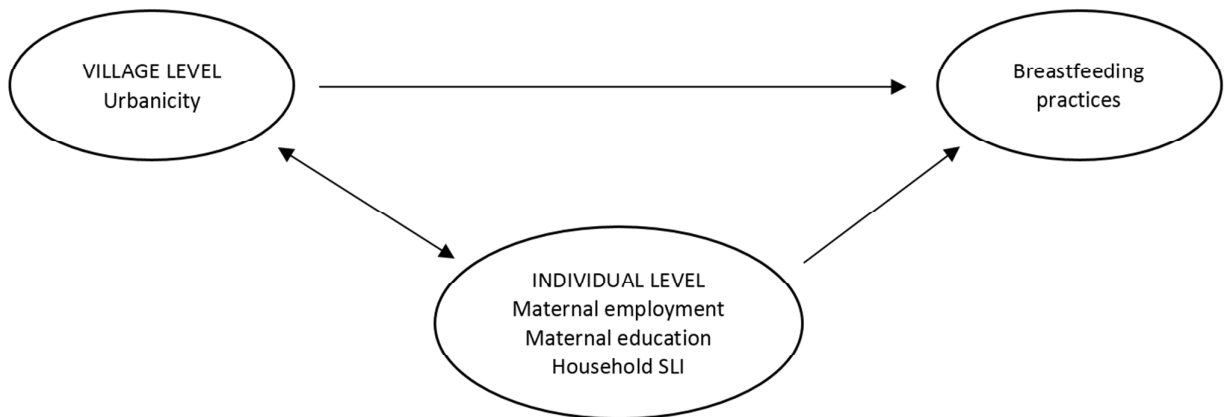 VILLAGE LEVEL
Urbanicity
Breastfeeding
practices
INDIVIDUAL LEVEL
Maternal employment
Maternal education
Household SLI